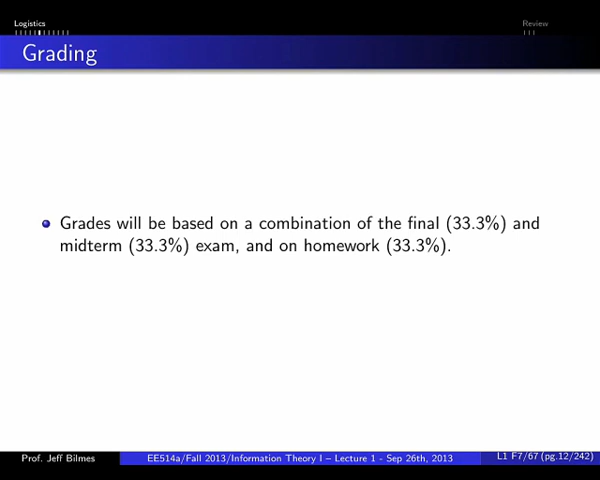 Logistics
Review
Grading
Grades will be based on a combination of the final (33.3%) and
midterm (33.3%) exam, and on homework (33.3%).
Prof. Jeff Bilmes
EE514a/Fall 2013/Information Theory I – Lecture 1 - Sep 26th, 2013
L1 F7/67 (pg.12/242)